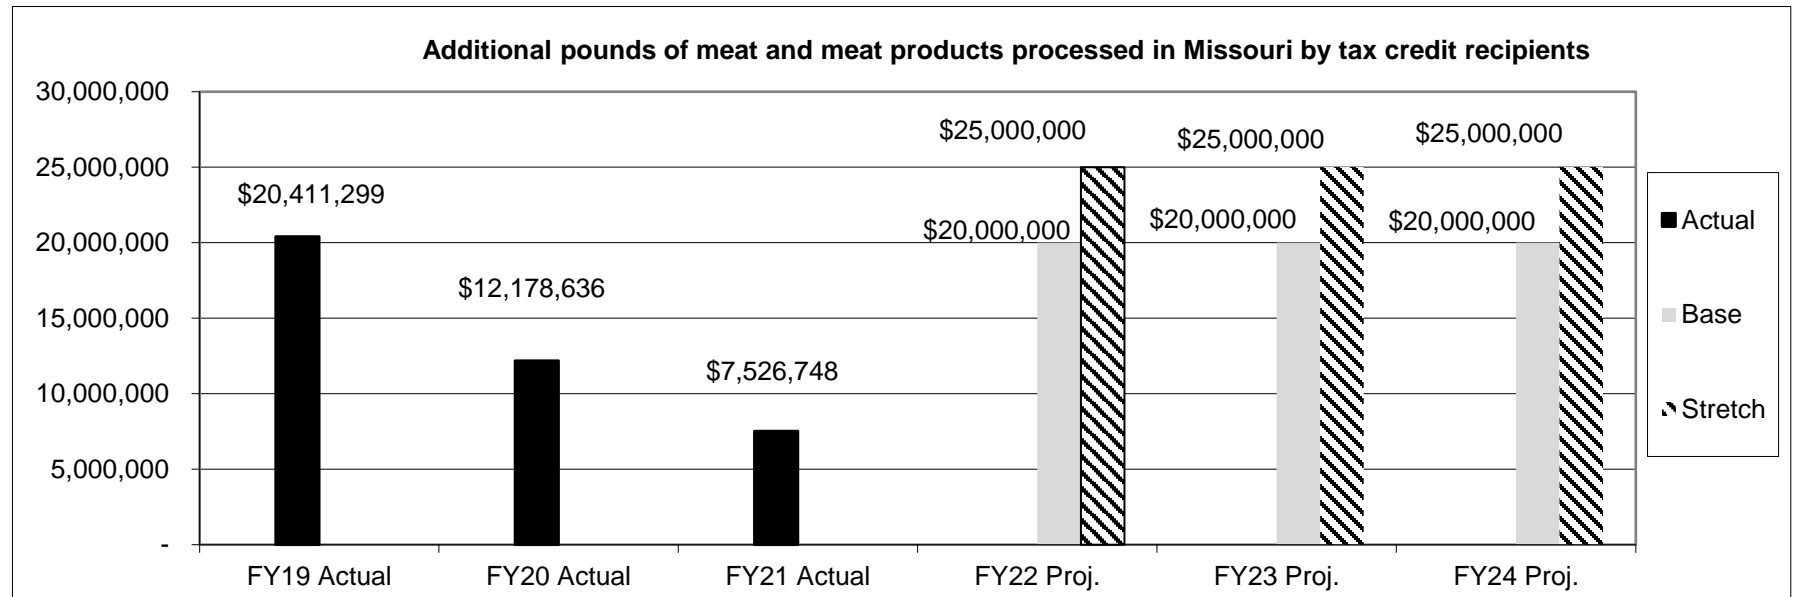 Additional pounds of meat and meat products processed in Missouri by tax credit recipients
30,000,000
25,000,000
20,000,000
15,000,000
10,000,000
5,000,000
-
$20,411,299
$12,178,636
$7,526,748
$20,000,000
$25,000,000
$20,000,000
$25,000,000
$20,000,000
$25,000,000
FY19 Actual
FY20 Actual
FY21 Actual
FY22 Proj.
FY23 Proj.
FY24 Proj.
Actual
Base
Stretch